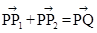 PP₁ + PP₂ = PQ